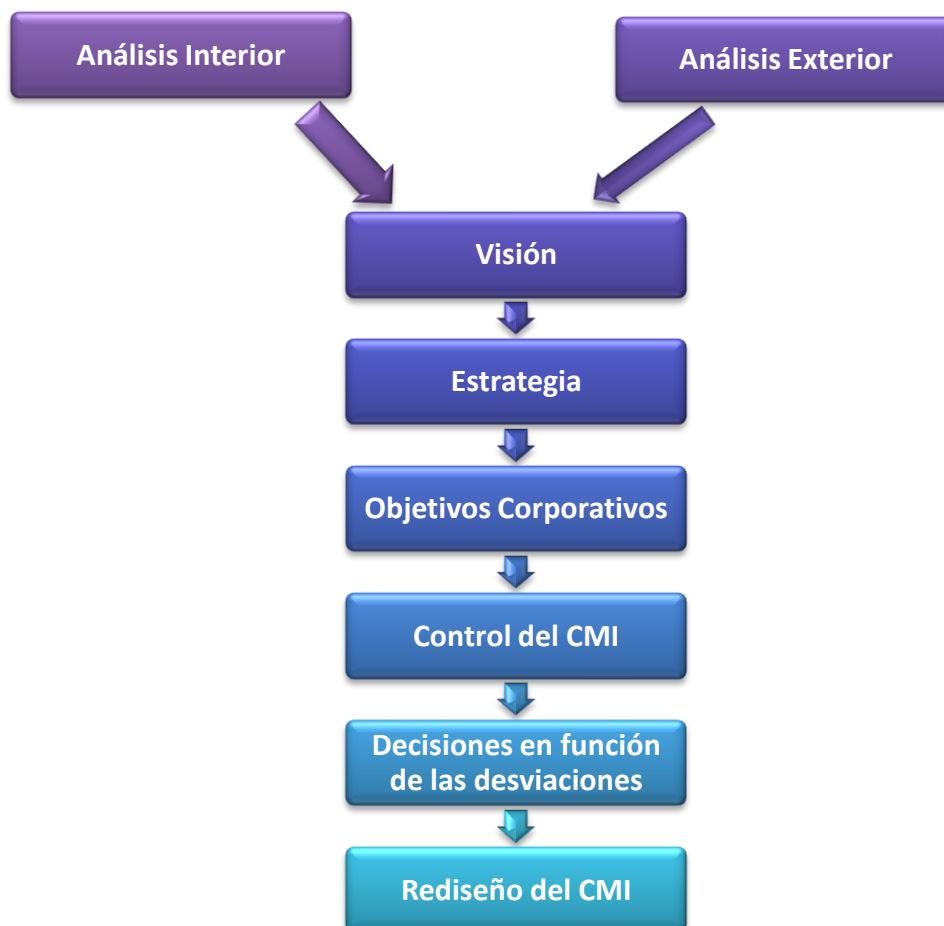 Análisis Interior
Análisis Exterior
Visión
Estrategia
Objetivos Corporativos
Control del CMI
Decisiones en función
de las desviaciones
Rediseño del CMI